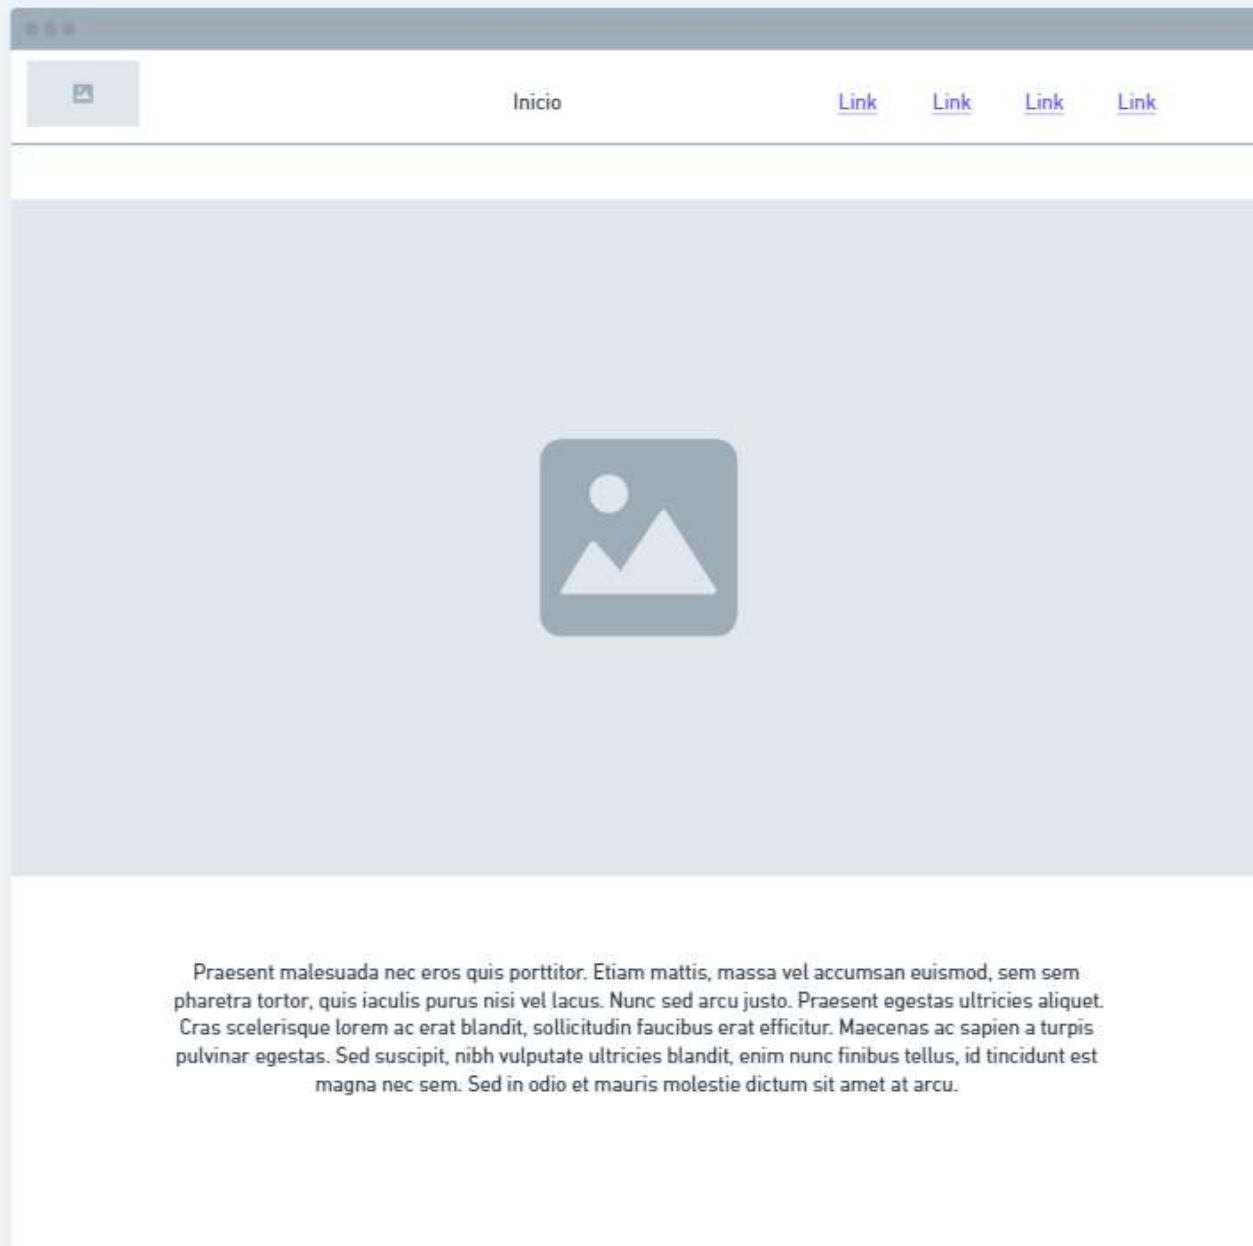 Inicio Link Link Link Link
Praesent malesuada nec eros quis porttitor. Etiam mattis, massa vel accumsan euismod, sem sem
pharetra tortor, quis iaculis purus nisi vel lacus. Nunc sed arcu justo. Praesent egestas ultricies aliquet.
Cras scelerisque lorem ac erat blandit, sollicitudin faucibus erat efficitur. Maecenas ac sapien a turpis
pulvinar egestas. Sed suscipit, nibh vulputate ultricies blandit, enim nunc finibus tellus, id tincidunt est
magna nec sem. Sed in odio et mauris molestie dictum sit amet at arcu.